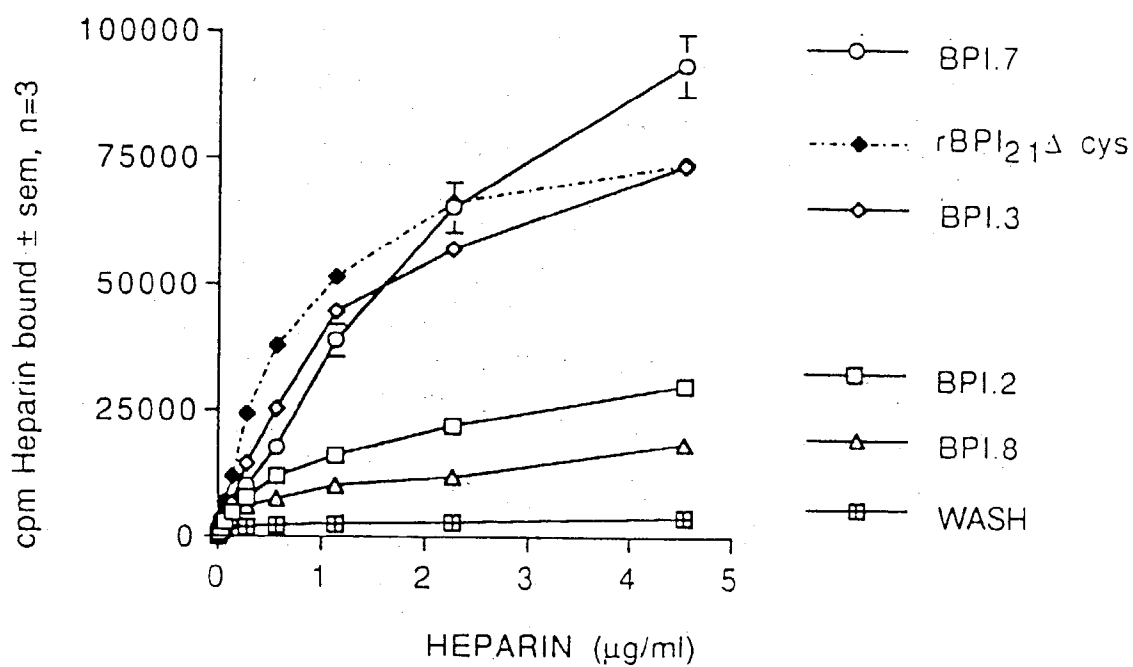 cpm Heparin bound ± sem, n=3
100000
75000
50000
25000
0
0 1 2 3 4 5
HEPARIN (µg/ml)
BPI.7
rBPI21Δ cys
BPI.3
BPI.2
BPI.8
WASH